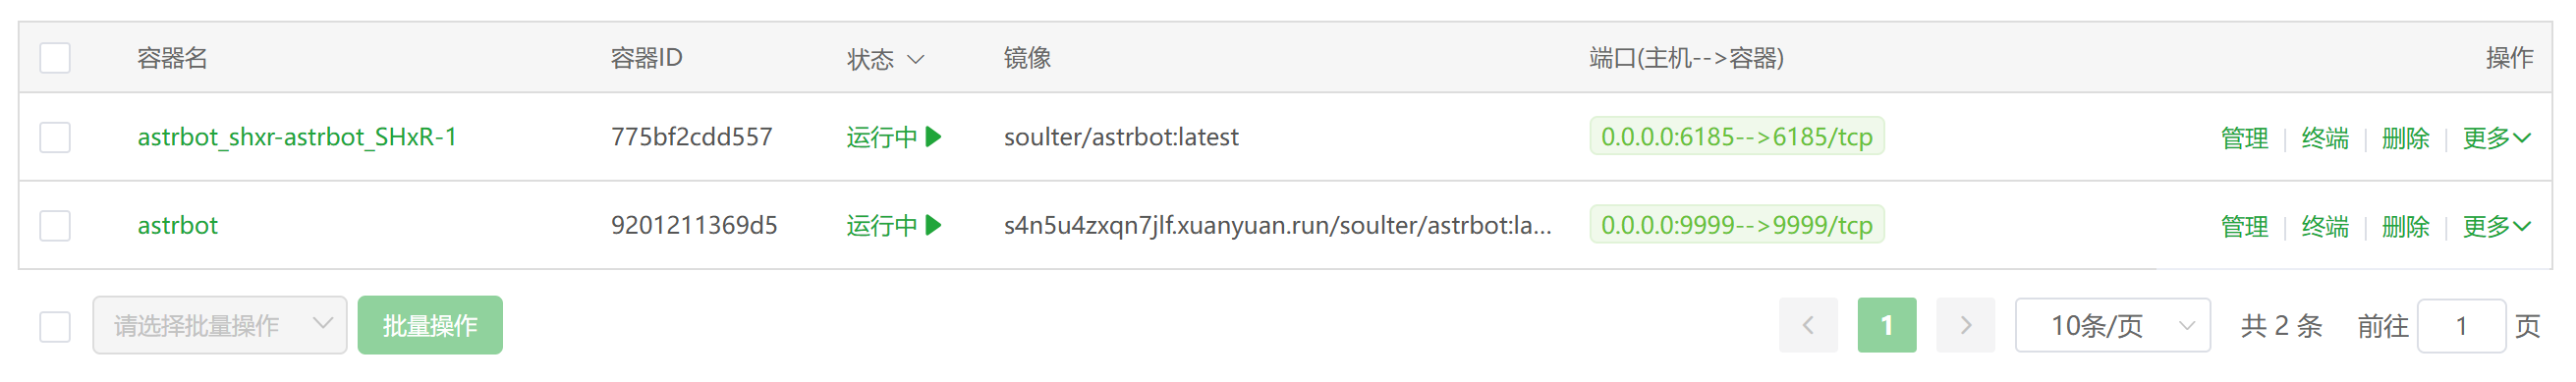 容器名 容器ID 状态 镜像 端口(主机-->容器) 操作
astrbot_shxr-astrbot_SHxR-1 775bf2cdd557 运行中 soulter/astrbot:latest 0.0.0.0:6185-->6185/tcp 管理 | 终端 | 删除 | 更多
astrbot 9201211369d5 运行中 s4n5u4zxqn7jlf.xuanyuan.run/soulter/astrbot:la... 0.0.0.0:9999-->9999/tcp 管理 | 终端 | 删除 | 更多
请选择批量操作 批量操作 1 10条/页 共 2 条 前往 1 页